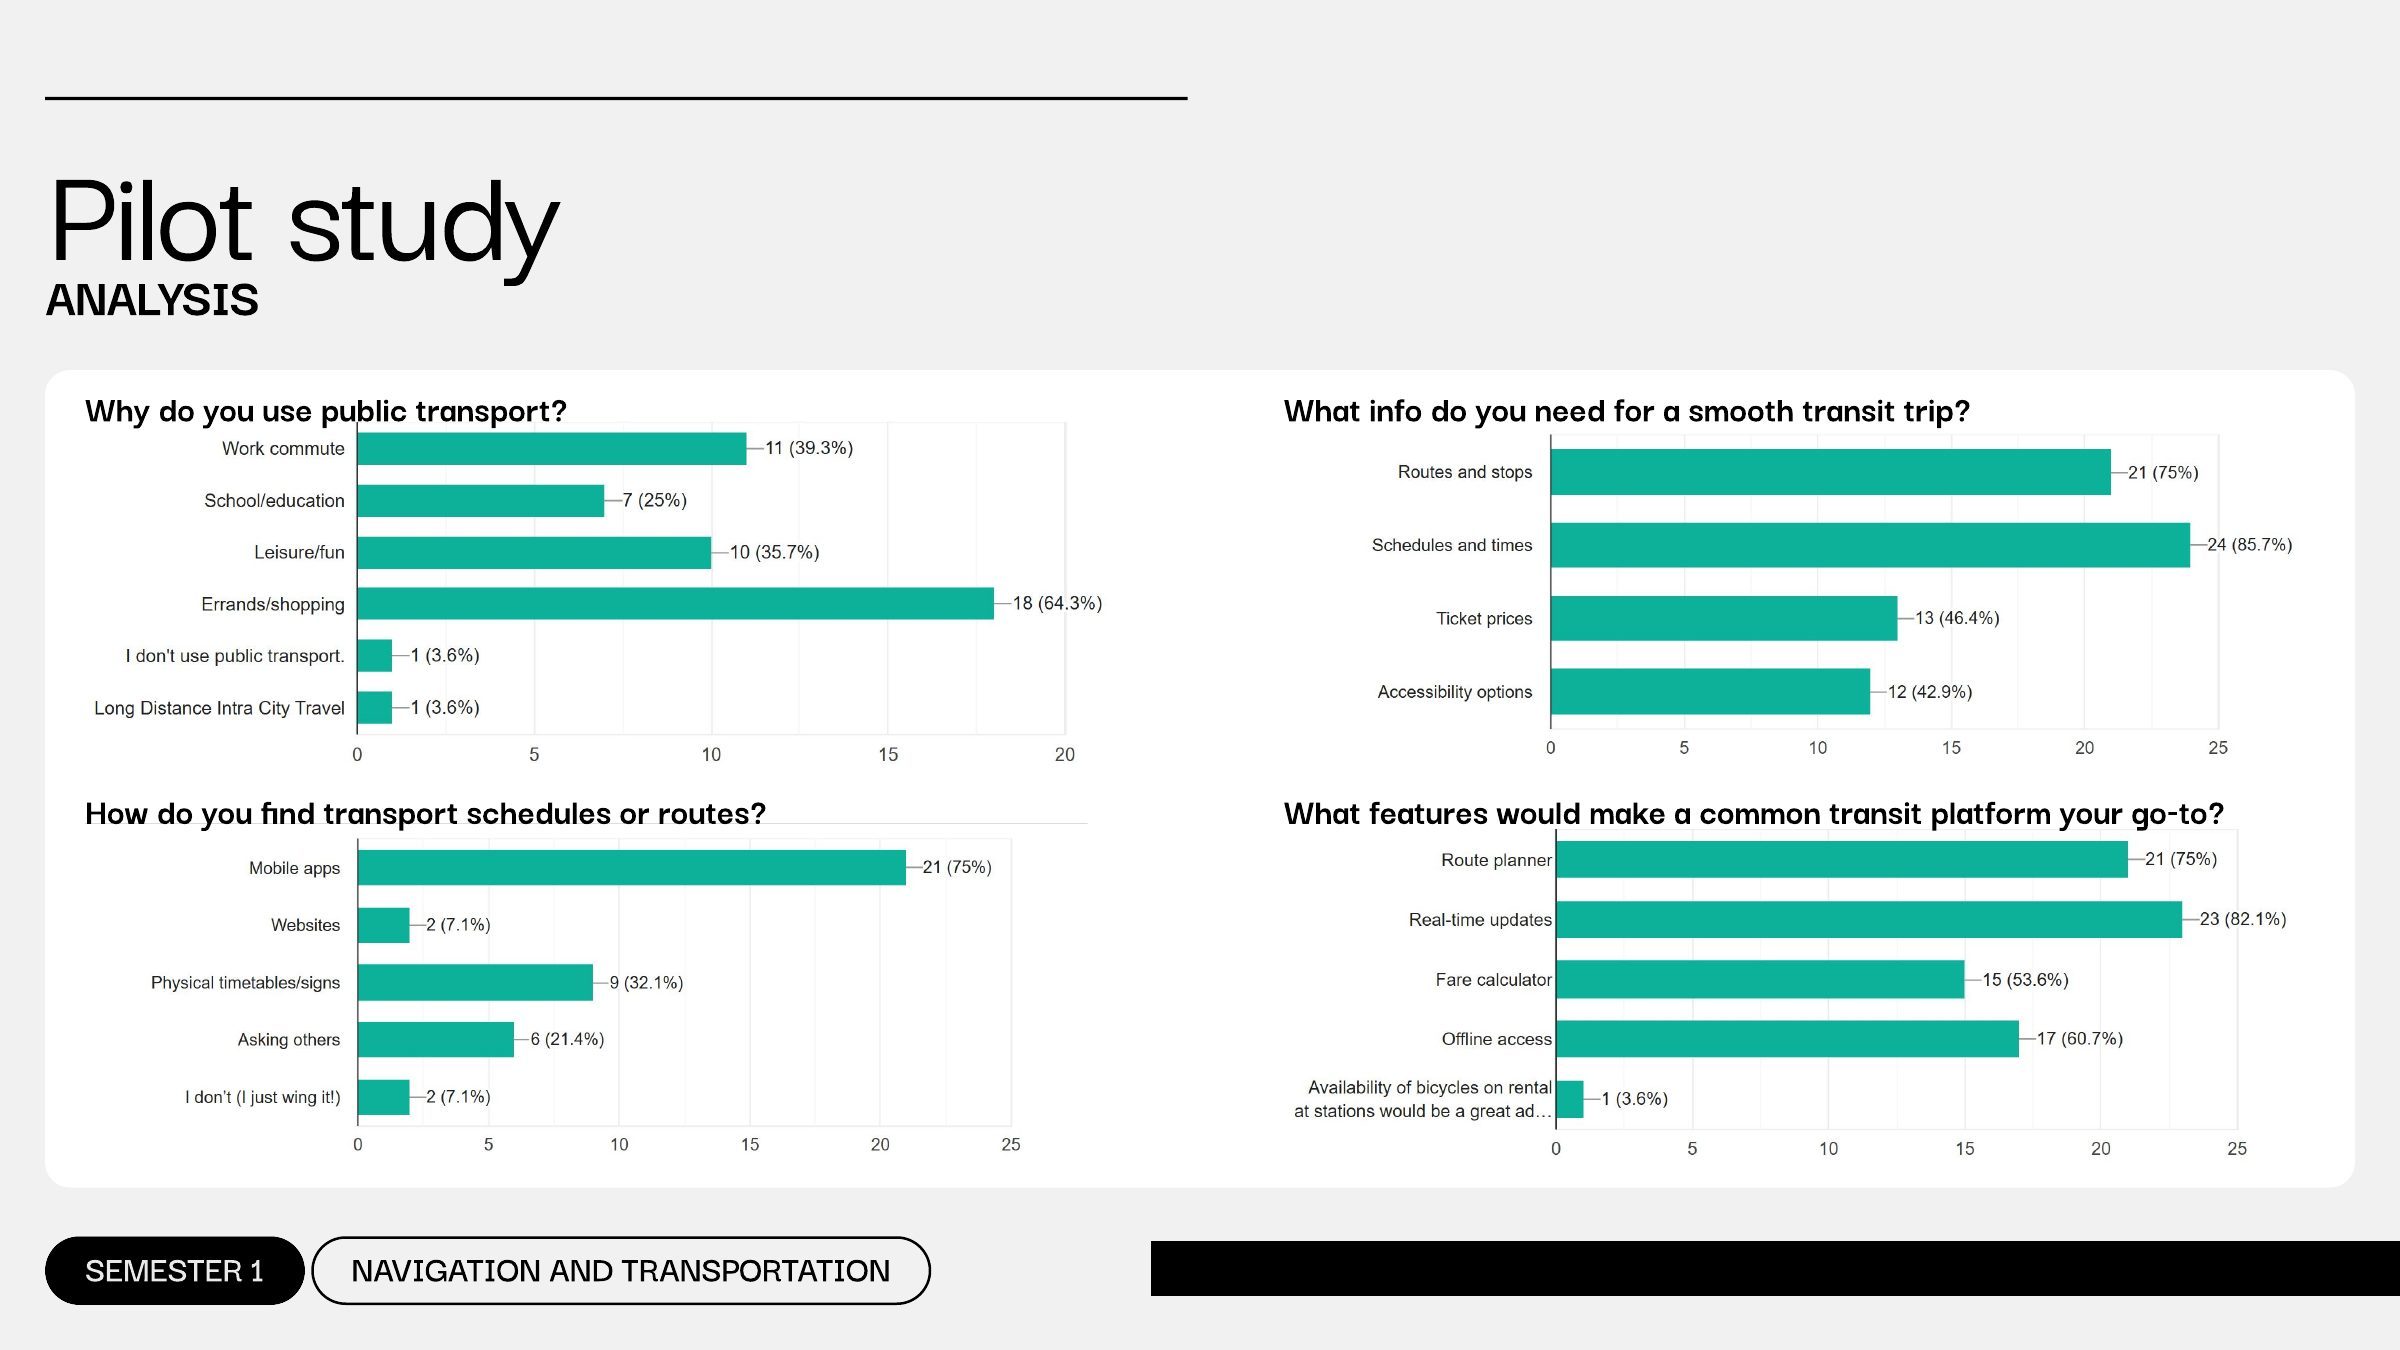 Pilot study
ANALYSIS
Why do you use public transport?
Work commute 11 (39.3%)
School/education 7 (25%)
Leisure/fun 10 (35.7%)
Errands/shopping 18 (64.3%)
I don't use public transport. 1 (3.6%)
Long Distance Intra City Travel 1 (3.6%)
0 5 10 15 20
What info do you need for a smooth transit trip?
Routes and stops 21 (75%)
Schedules and times 24 (85.7%)
Ticket prices 13 (46.4%)
Accessibility options 12 (42.9%)
0 5 10 15 20 25
How do you find transport schedules or routes?
Mobile apps 21 (75%)
Websites 2 (7.1%)
Physical timetables/signs 9 (32.1%)
Asking others 6 (21.4%)
I don't (I just wing it!) 2 (7.1%)
0 5 10 15 20 25
What features would make a common transit platform your go-to?
Route planner 21 (75%)
Real-time updates 23 (82.1%)
Fare calculator 15 (53.6%)
Offline access 17 (60.7%)
Availability of bicycles on rental
at stations would be a great ad… 1 (3.6%)
0 5 10 15 20 25
SEMESTER 1
NAVIGATION AND TRANSPORTATION